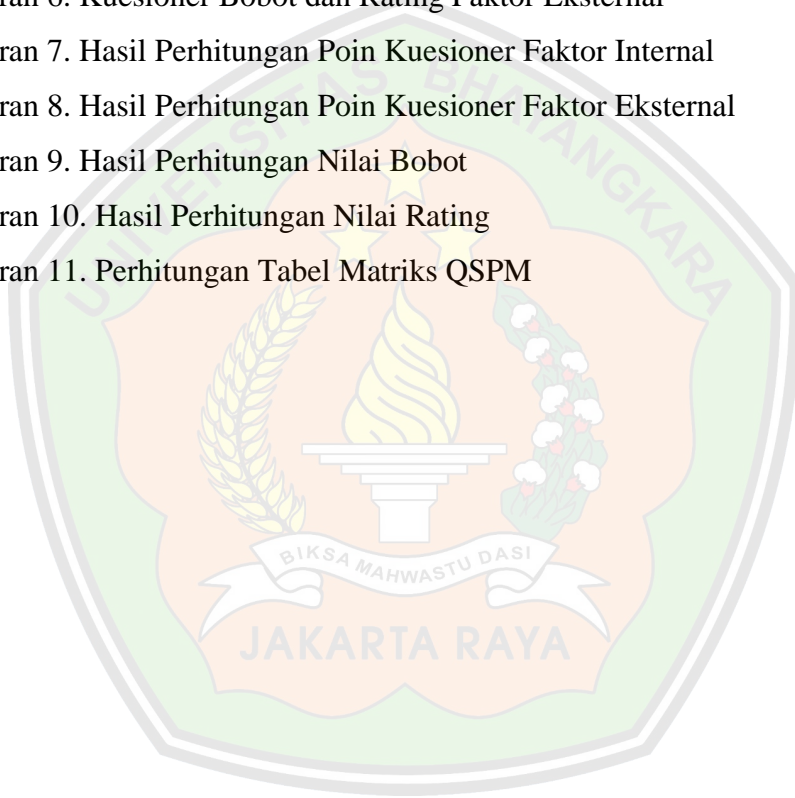 ran 6. Kuesioner Bobot dan Rating Faktor Eksternal
ran 7. Hasil Perhitungan Poin Kuesioner Faktor Internal
ran 8. Hasil Perhitungan Poin Kuesioner Faktor Eksternal
ran 9. Hasil Perhitungan Nilai Bobot
ran 10. Hasil Perhitungan Nilai Rating
ran 11. Perhitungan Tabel Matriks QSPM
UNIVERSITAS BHAYANGKARA
BIKSA MAHWASTU DASI
JAKARTA RAYA